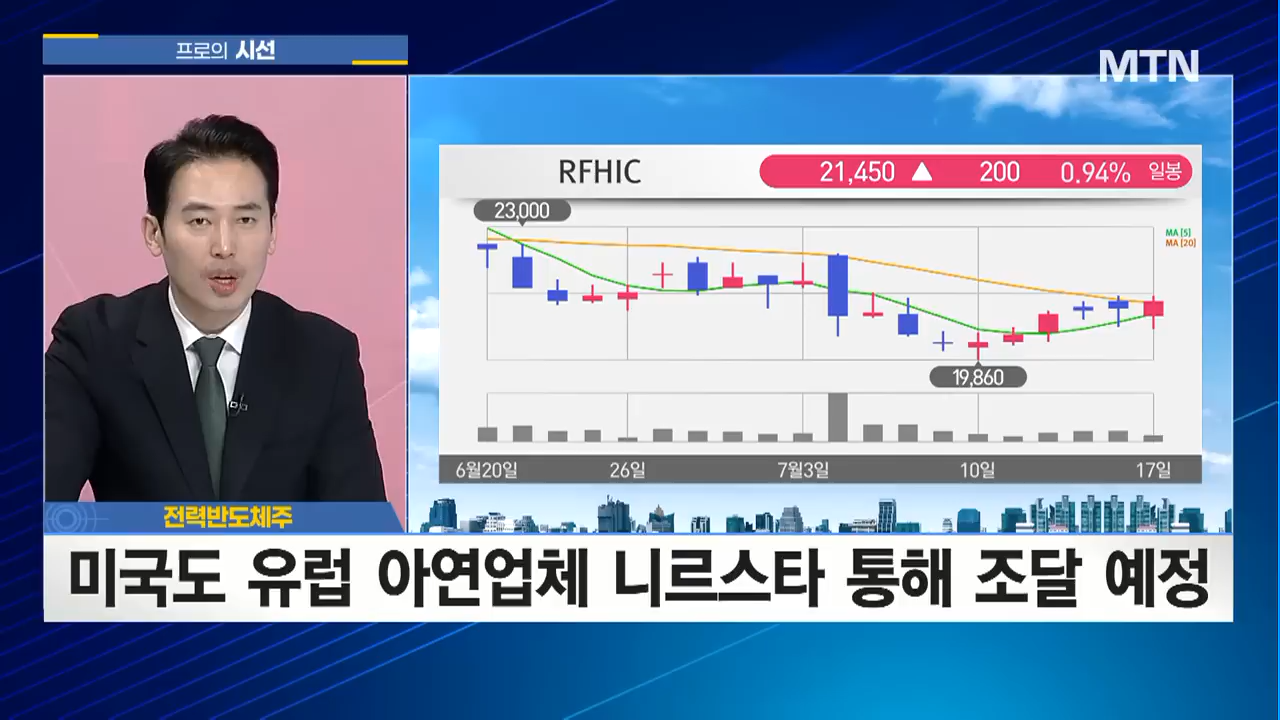 프로의 시선
MTN
RFHIC
21,450 ▲ 200 0.94% 일봉
23,000
MA [5]
MA [20]
19,860
6월20일 26일 7월3일 10일 17일
전력반도체주
미국도 유럽 아연업체 니르스타 통해 조달 예정